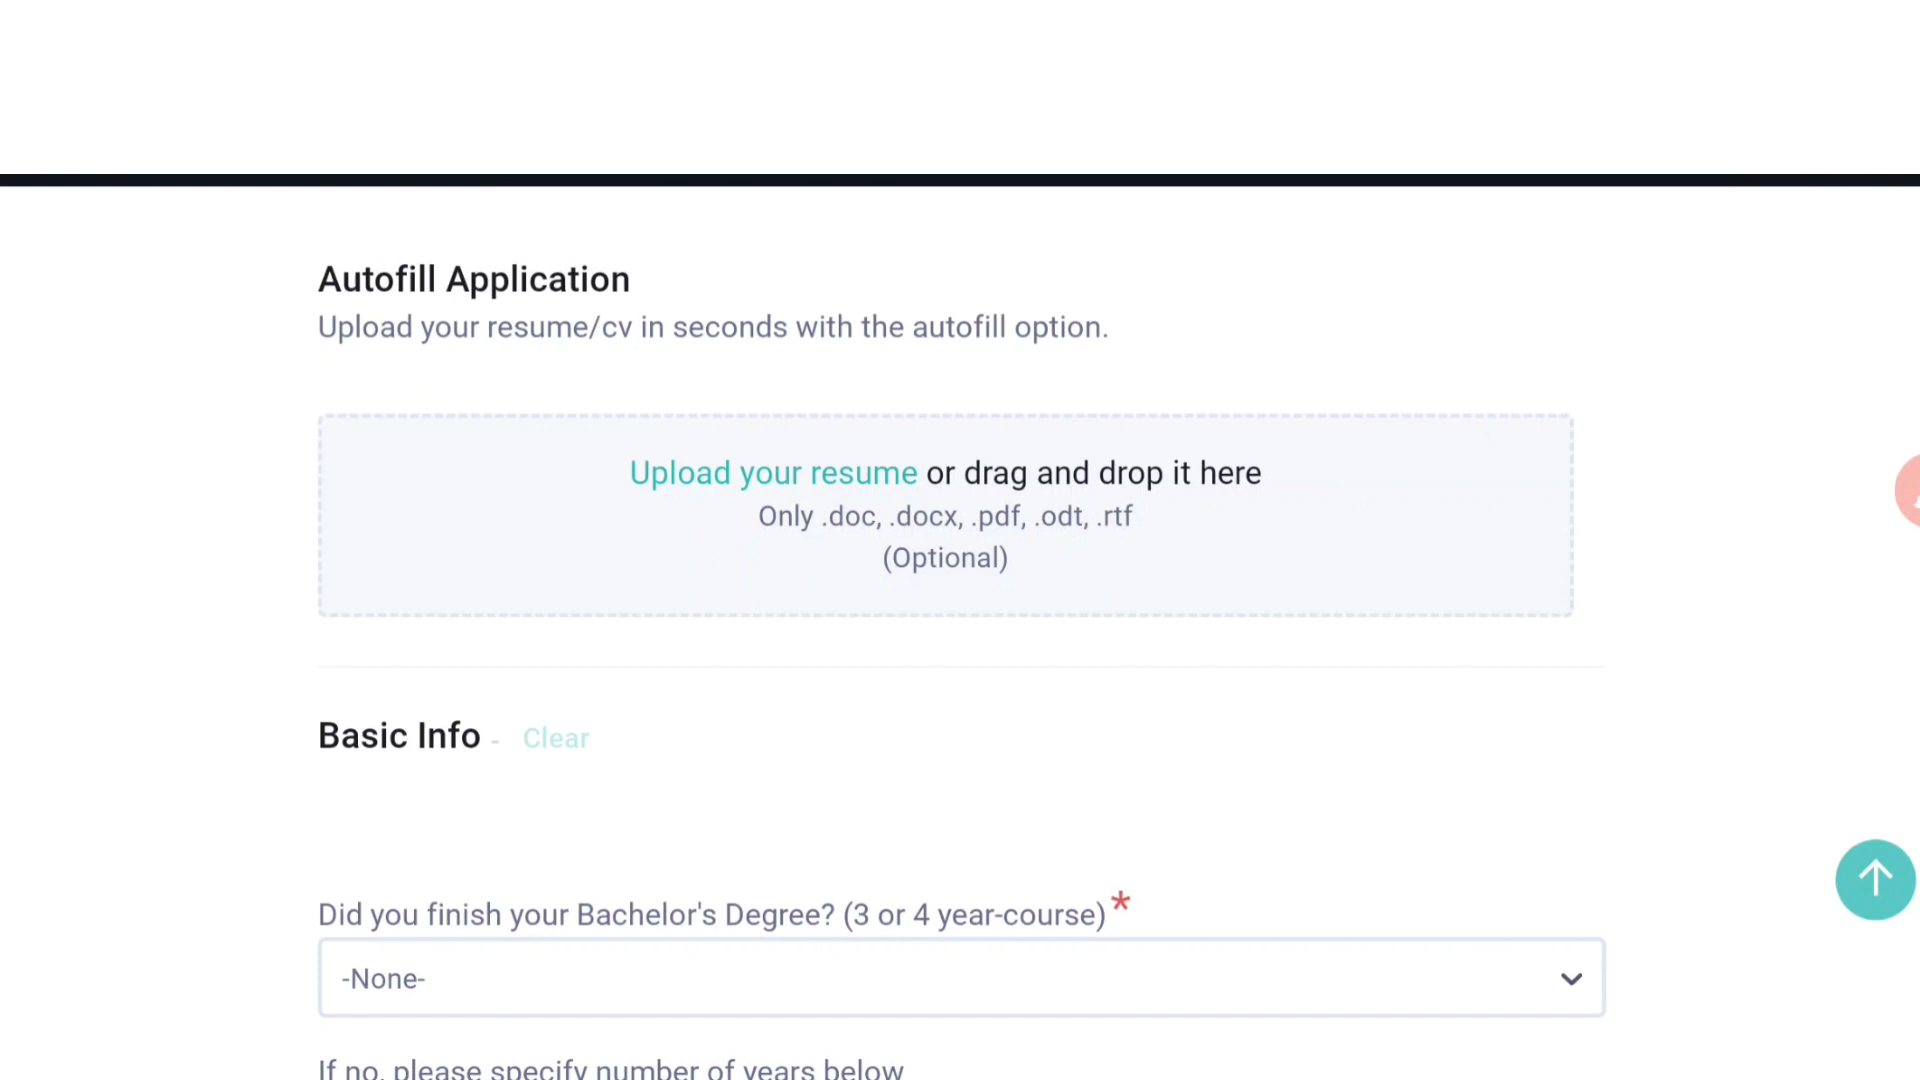 Autofill Application
Upload your resume/cv in seconds with the autofill option.
Upload your resume or drag and drop it here
Only .doc, .docx, .pdf, .odt, .rtf
(Optional)
Basic Info - Clear
Did you finish your Bachelor's Degree? (3 or 4 year-course) *
-None-
If no, please specify number of years below